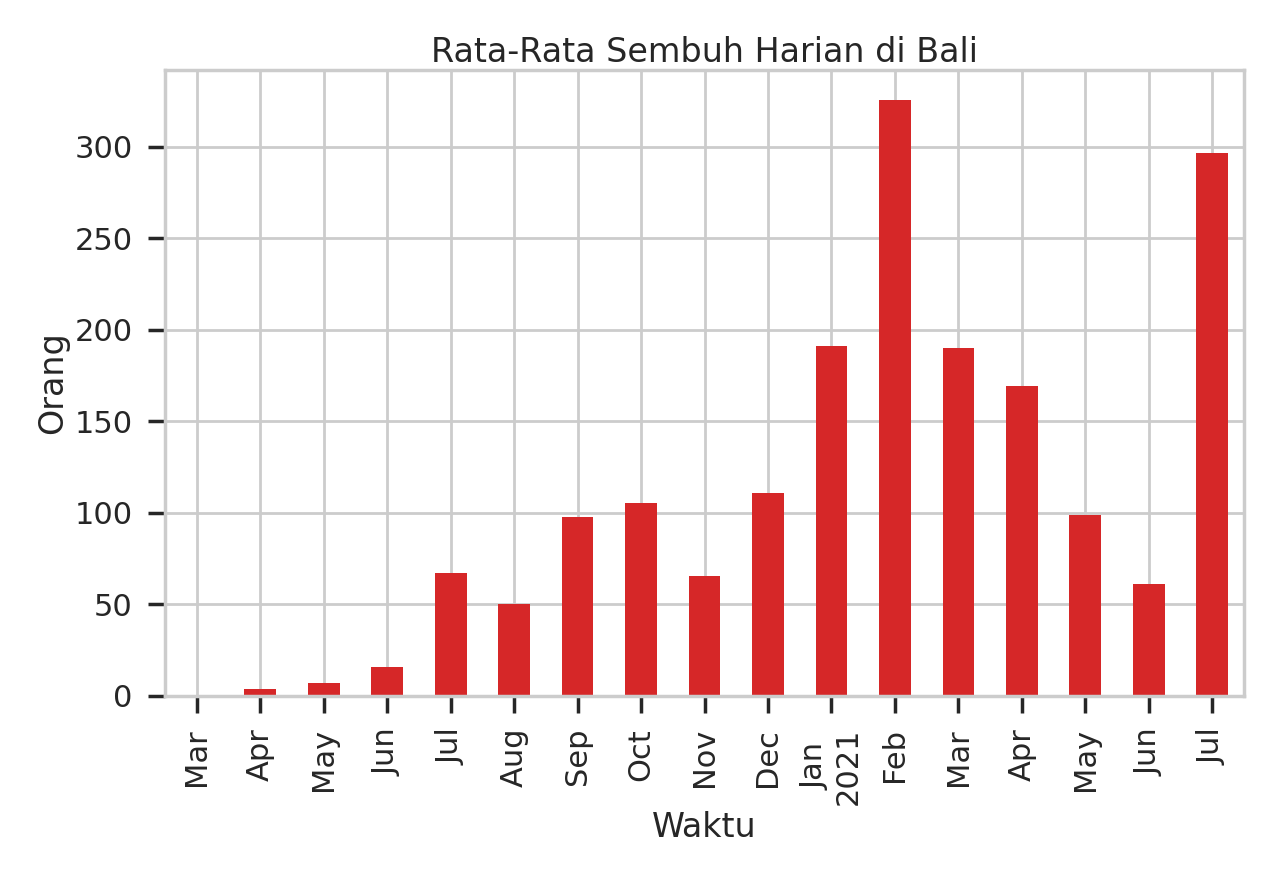 Rata-Rata Sembuh Harian di Bali
Orang
300
250
200
150
100
50
0
Mar
Apr
May
Jun
Jul
Aug
Sep
Oct
Nov
Dec
Jan
2021
Feb
Mar
Apr
May
Jun
Jul
Waktu